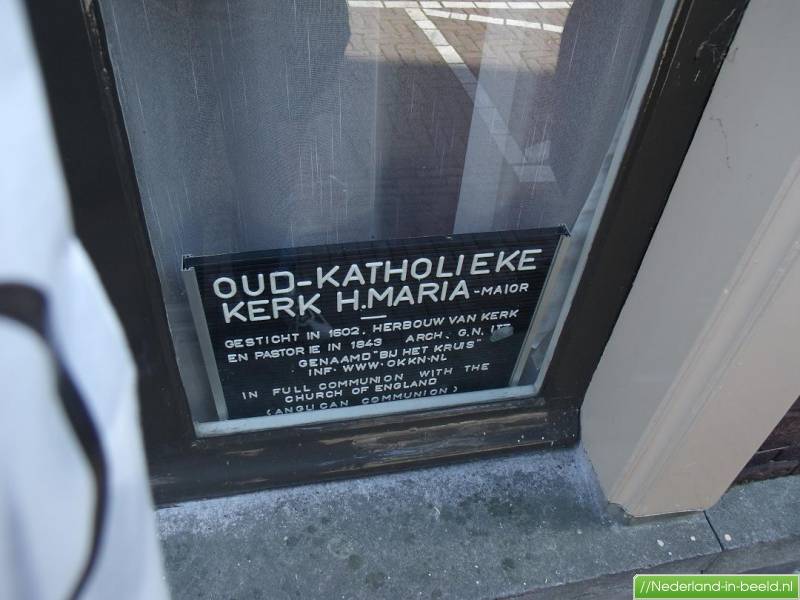 OUD-KATHOLIEKE
KERK H.MARIA -MAIOR
GESTICHT IN 1602. HERBOUW VAN KERK
EN PASTORIE IN 1843 ARCH. G.N.
GENAAMD "BIJ HET KRUIS"
INF. WWW.OKKN.NL
IN FULL COMMUNION WITH THE
CHURCH OF ENGLAND
(ANGLICAN COMMUNION)
//Nederland-in-beeld.nl